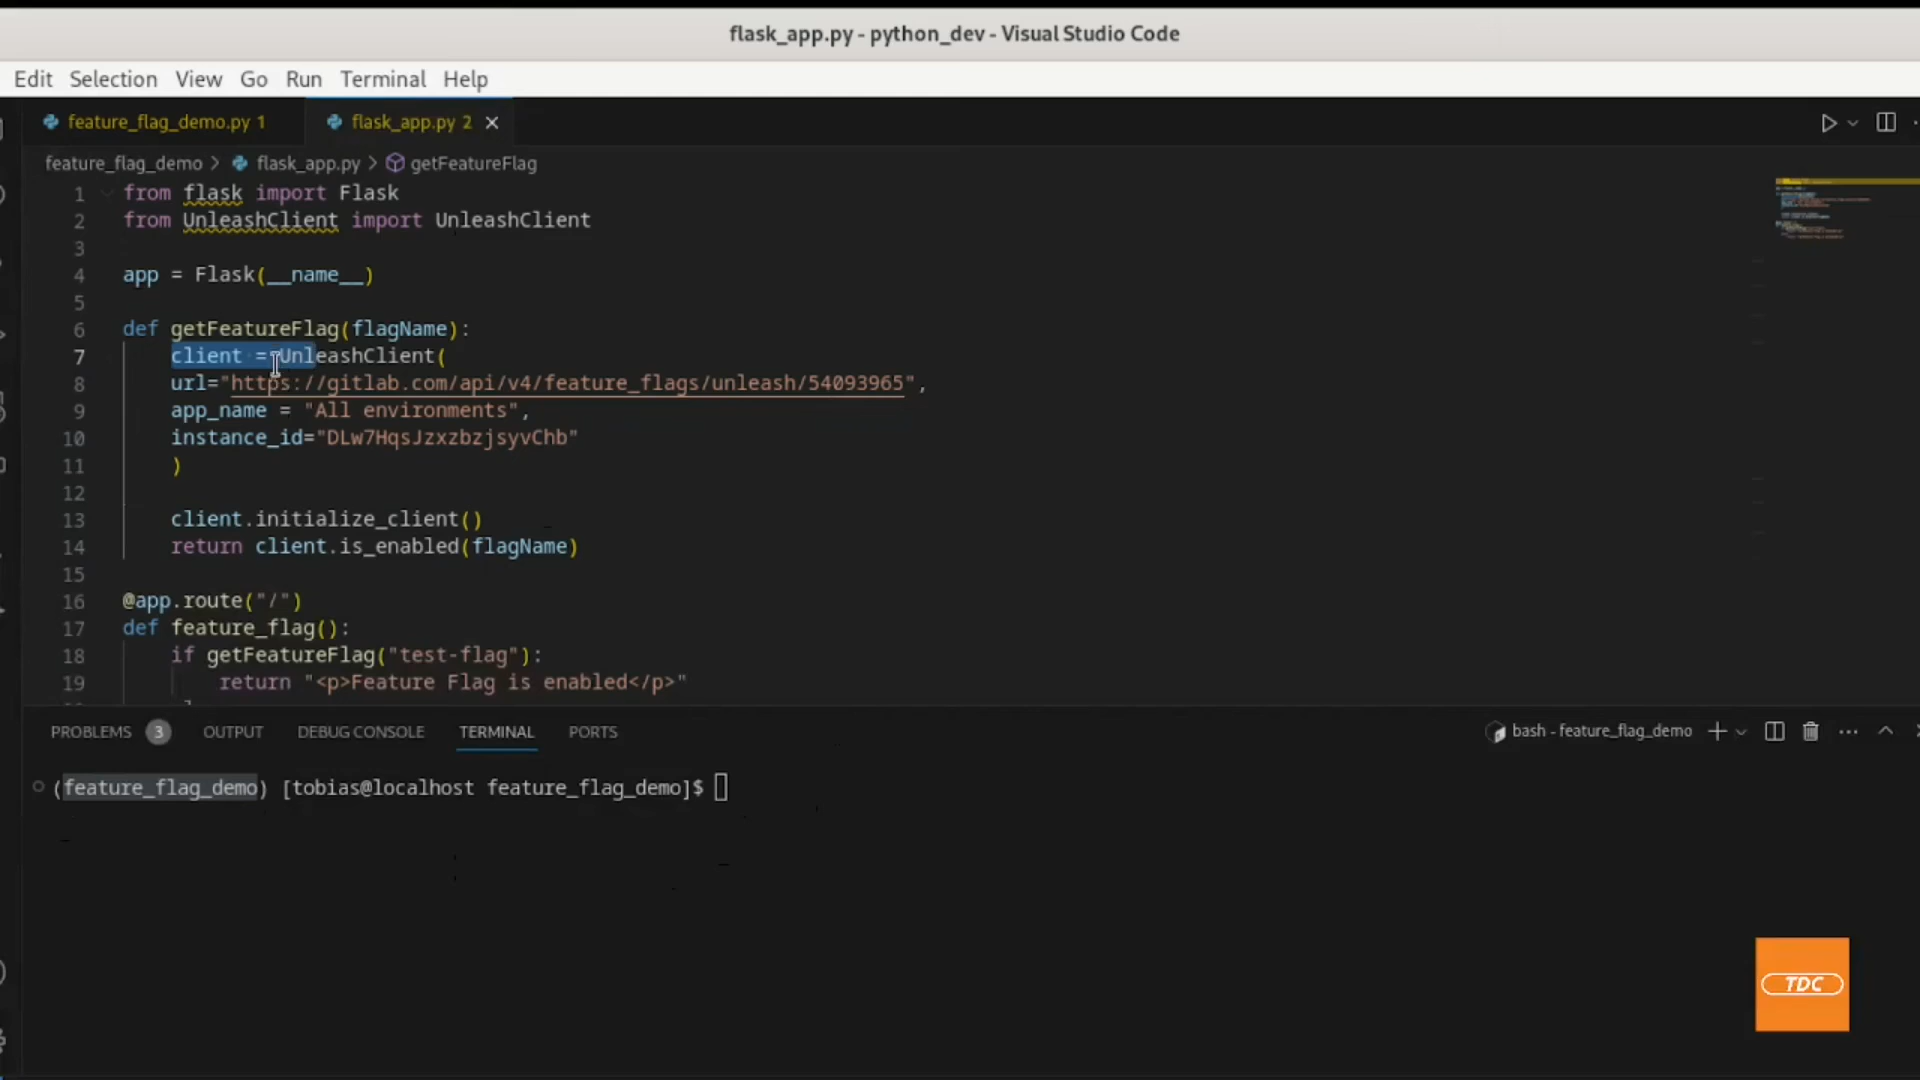 flask_app.py - python_dev - Visual Studio Code
Edit Selection View Go Run Terminal Help
feature_flag_demo.py 1 flask_app.py 2
feature_flag_demo > flask_app.py > getFeatureFlag
1 from flask import Flask
2 from UnleashClient import UnleashClient
3
4 app = Flask(__name__)
5
6 def getFeatureFlag(flagName):
7 client = UnleashClient(
8 url="https://gitlab.com/api/v4/feature_flags/unleash/54093965",
9 app_name = "All environments",
10 instance_id="DLw7HqsJzxzbzjsyvChb"
11 )
12
13 client.initialize_client()
14 return client.is_enabled(flagName)
15
16 @app.route("/")
17 def feature_flag():
18 if getFeatureFlag("test-flag"):
19 return "<p>Feature Flag is enabled</p>"
PROBLEMS 3 OUTPUT DEBUG CONSOLE TERMINAL PORTS bash - feature_flag_demo
(feature_flag_demo) [tobias@localhost feature_flag_demo]$
TDC